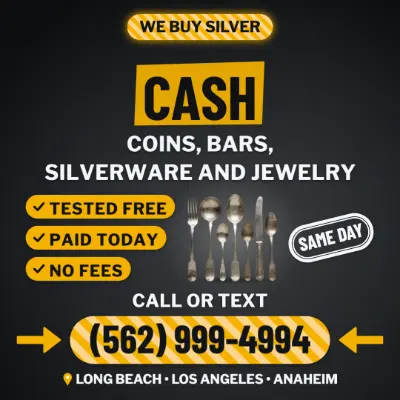 WE BUY SILVER
CASH
COINS, BARS,
SILVERWARE AND JEWELRY
TESTED FREE
PAID TODAY
NO FEES
SAME DAY
CALL OR TEXT
(562) 999-4994
LONG BEACH • LOS ANGELES • ANAHEIM